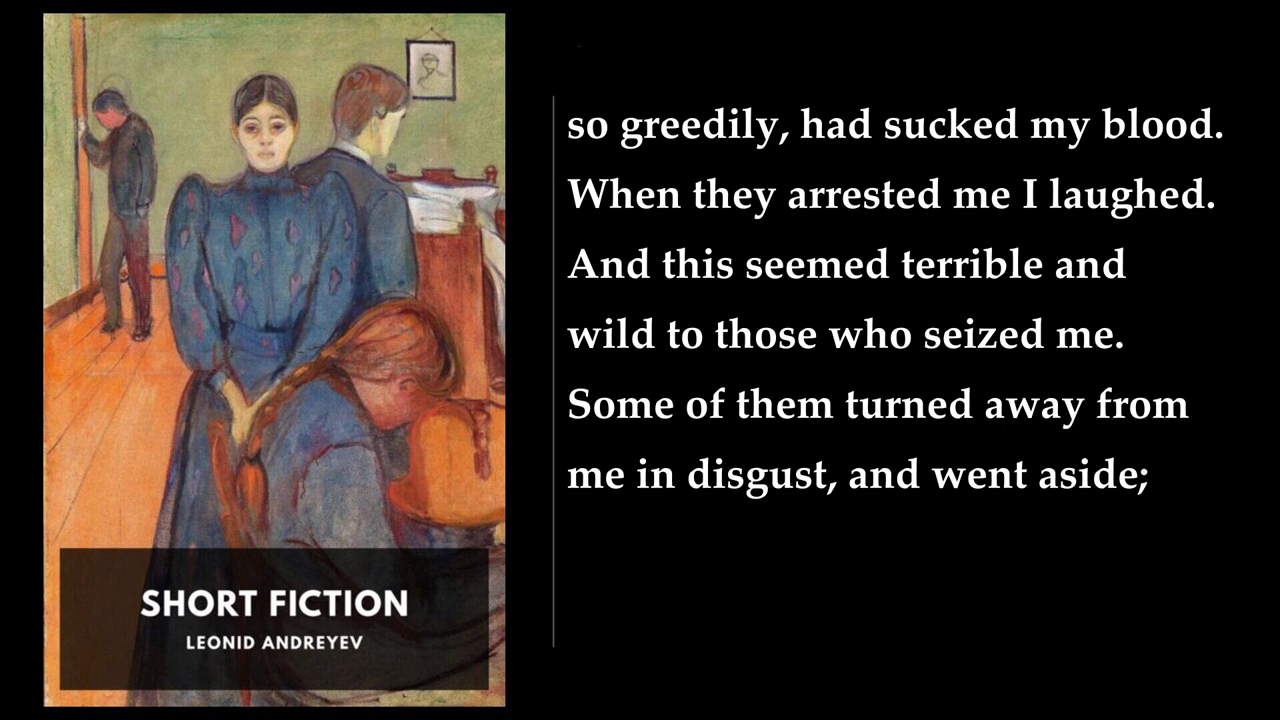 so greedily, had sucked my blood.
When they arrested me I laughed.
And this seemed terrible and
wild to those who seized me.
Some of them turned away from
me in disgust, and went aside;
SHORT FICTION
LEONID ANDREYEV